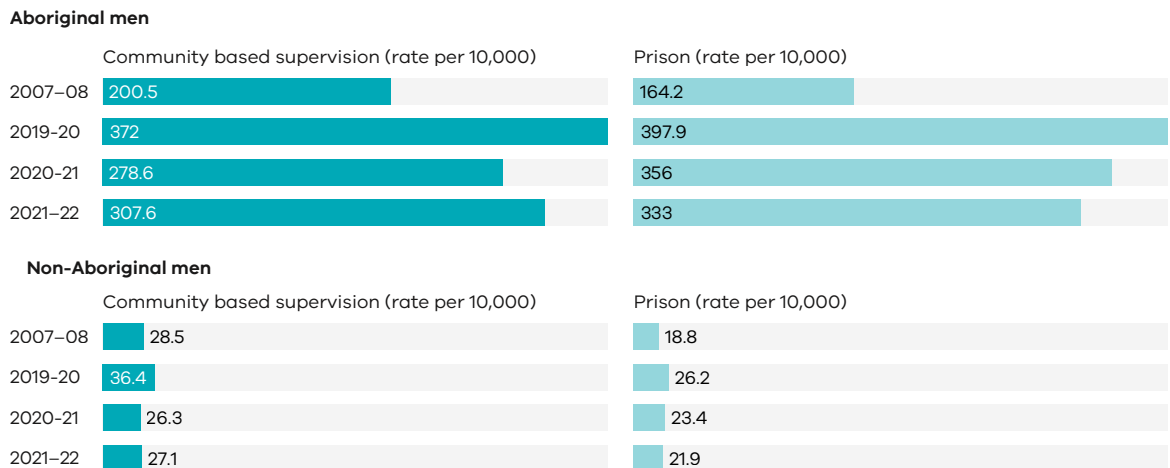 Aboriginal men
Community based supervision (rate per 10,000) Prison (rate per 10,000)
2007–08 200.5 164.2
2019-20 372 397.9
2020-21 278.6 356
2021–22 307.6 333
Non-Aboriginal men
Community based supervision (rate per 10,000) Prison (rate per 10,000)
2007–08 28.5 18.8
2019-20 36.4 26.2
2020-21 26.3 23.4
2021–22 27.1 21.9